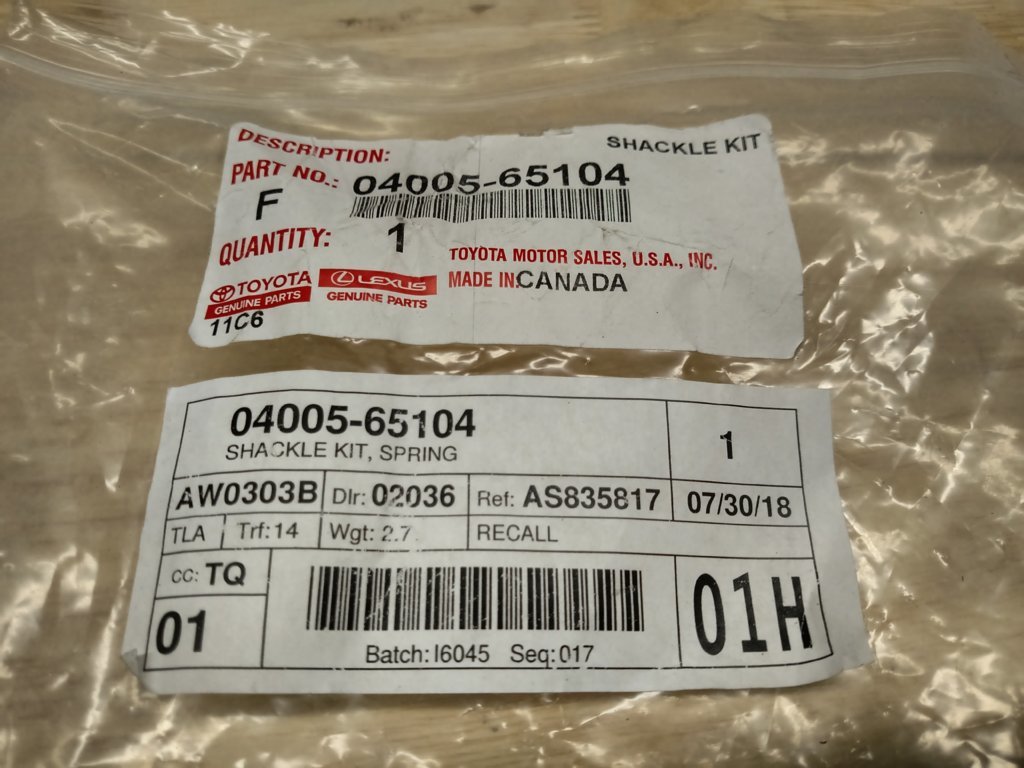 DESCRIPTION: SHACKLE KIT
PART NO.: 04005-65104
F
QUANTITY: 1
TOYOTA MOTOR SALES, U.S.A., INC.
MADE IN: CANADA
TOYOTA
GENUINE PARTS
LEXUS
GENUINE PARTS
11C6
04005-65104
SHACKLE KIT, SPRING
1
AW0303B Dlr: 02036 Ref: AS835817 07/30/18
TLA Trf: 14 Wgt: 2.7 RECALL
CC: TQ
01
01H
Batch: I6045 Seq: 017